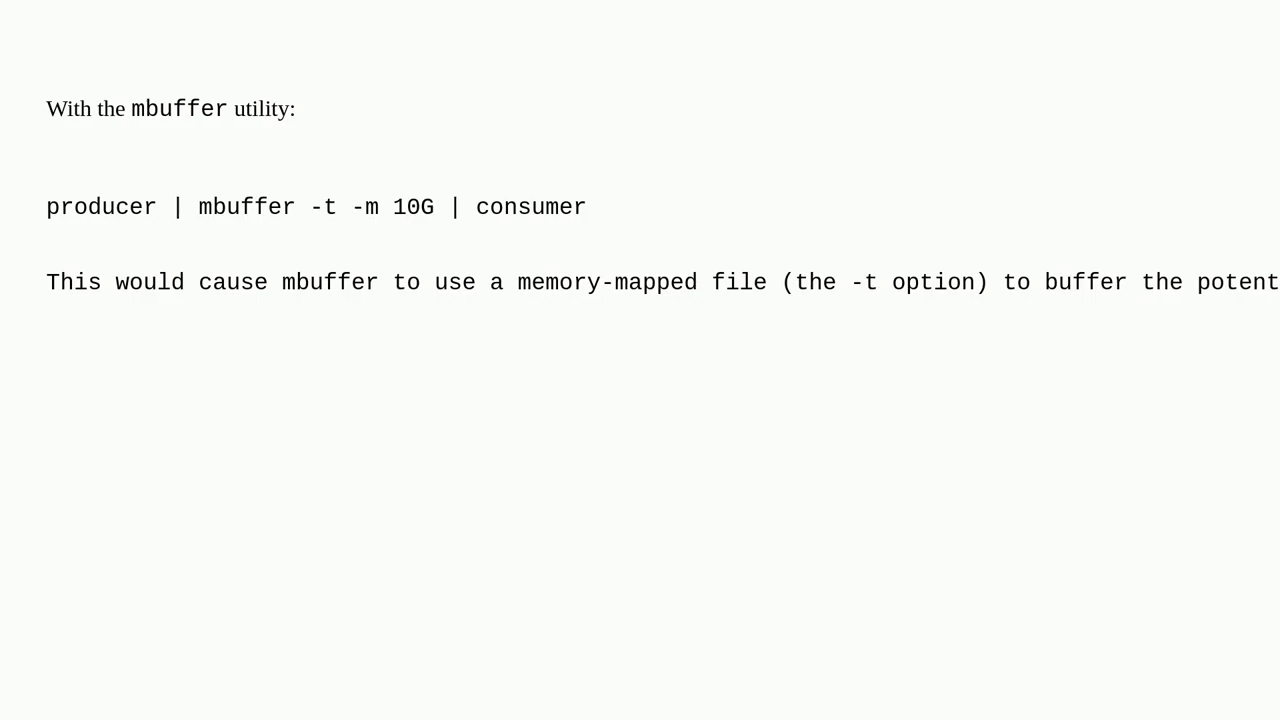 With the mbuffer utility:
producer | mbuffer -t -m 10G | consumer
This would cause mbuffer to use a memory-mapped file (the -t option) to buffer the potent